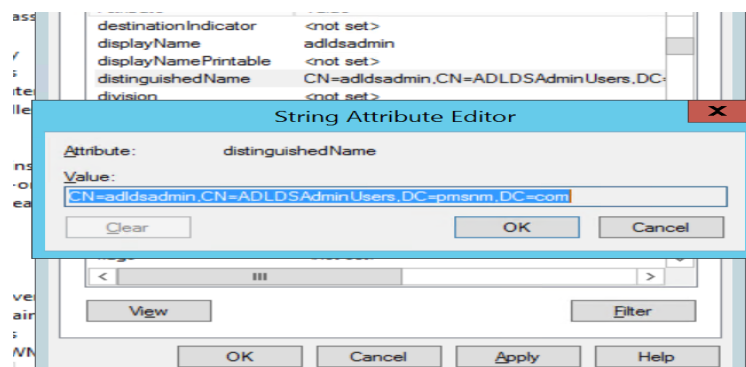 destinationIndicator <not set>
displayName adldsadmin
displayNamePrintable <not set>
distinguishedName CN=adldsadmin,CN=ADLDSAdminUsers,DC=
division <not set>
String Attribute Editor
X
Attribute: distinguishedName
Value:
CN=adldsadmin,CN=ADLDSAdminUsers,DC=pmsnm,DC=com
Clear OK Cancel
View Filter
OK Cancel Apply Help